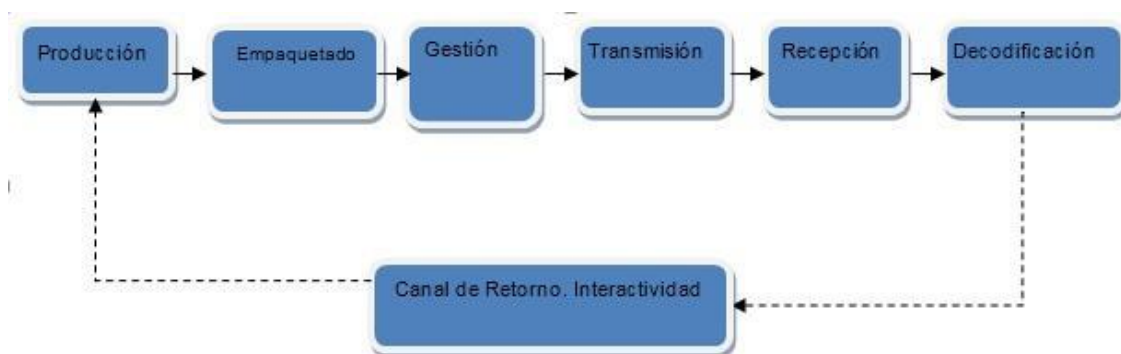 Producción
Empaquetado
Gestión
Transmisión
Recepción
Decodificación
Canal de Retorno. Interactividad